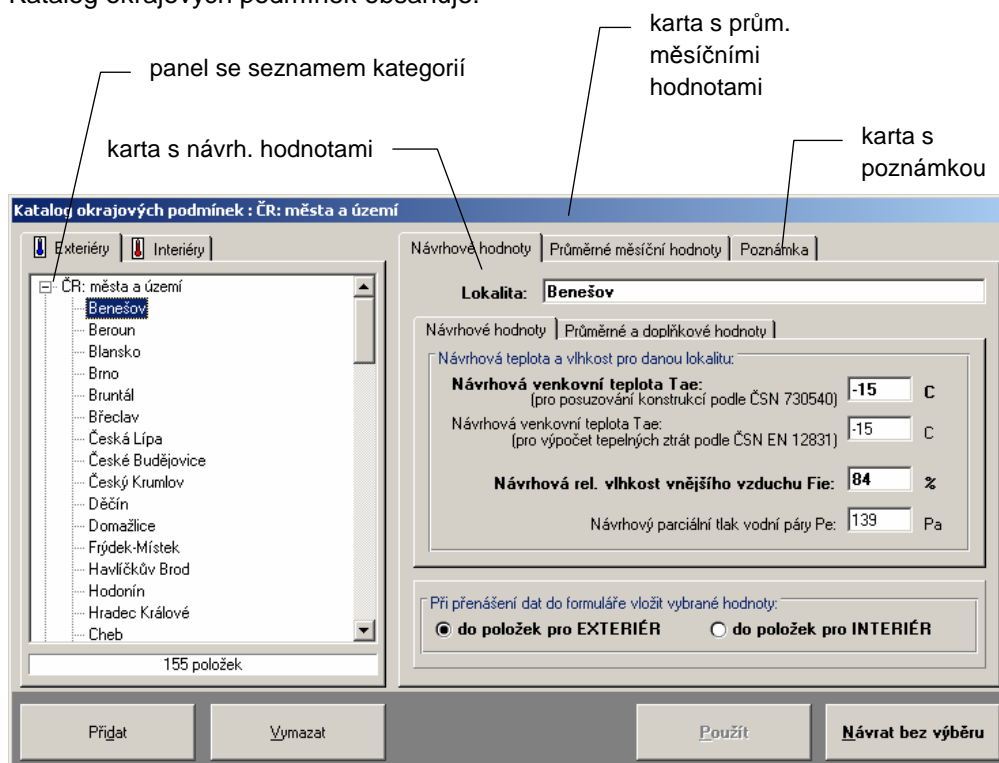 Katalog okrajových podmínek obsahuje:
karta s prům.
měsíčními
hodnotami
panel se seznamem kategorií
karta s návrh. hodnotami
karta s
poznámkou
Katalog okrajových podmínek : ČR: města a území
Exteriéry Interiéry
Návrhové hodnoty Průměrné měsíční hodnoty Poznámka
ČR: města a území
Benešov
Beroun
Blansko
Brno
Bruntál
Břeclav
Česká Lípa
České Budějovice
Český Krumlov
Děčín
Domažlice
Frýdek-Místek
Havlíčkův Brod
Hodonín
Hradec Králové
Cheb
155 položek
Lokalita: Benešov
Návrhové hodnoty Průměrné a doplňkové hodnoty
Návrhová teplota a vlhkost pro danou lokalitu:
Návrhová venkovní teplota Tae: -15 C
(pro posuzování konstrukcí podle ČSN 730540)
Návrhová venkovní teplota Tae: -15 C
(pro výpočet tepelných ztrát podle ČSN EN 12831)
Návrhová rel. vlhkost vnějšího vzduchu Fie: 84 %
Návrhový parciální tlak vodní páry Pe: 139 Pa
Při přenášení dat do formuláře vložit vybrané hodnoty:
do položek pro EXTERIÉR do položek pro INTERIÉR
Přidat Vymazat Použít Návrat bez výběru